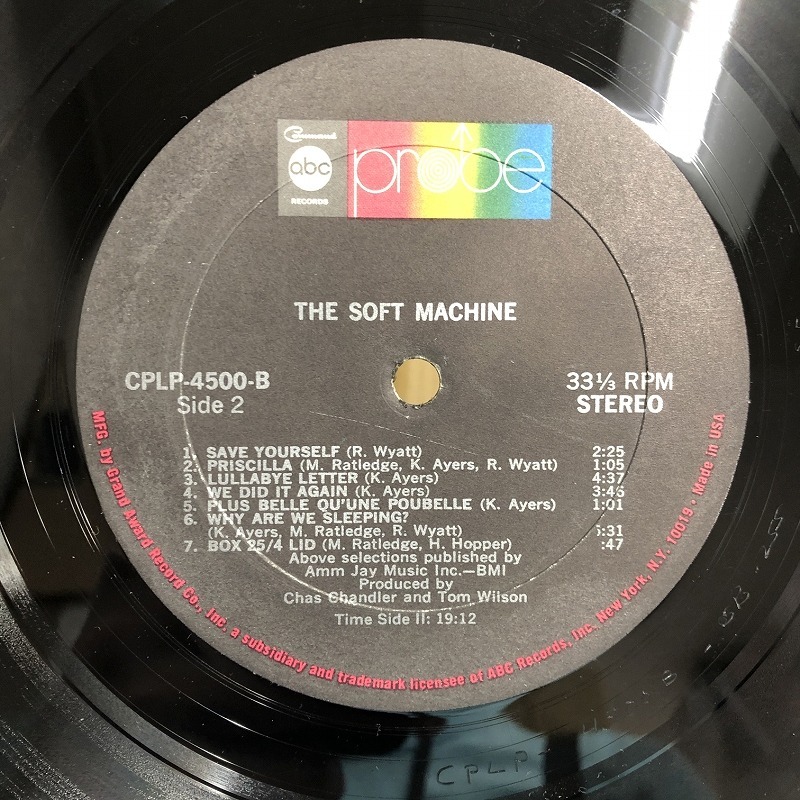 Command
abc
RECORDS
probe
THE SOFT MACHINE
CPLP-4500-B
Side 2
33⅓ RPM
STEREO
1. SAVE YOURSELF (R. Wyatt) 2:25
2. PRISCILLA (M. Ratledge, K. Ayers, R. Wyatt) 1:05
3. LULLABYE LETTER (K. Ayers) 4:37
4. WE DID IT AGAIN (K. Ayers) 3:46
5. PLUS BELLE QU'UNE POUBELLE (K. Ayers) 1:01
6. WHY ARE WE SLEEPING?
(K. Ayers, M. Ratledge, R. Wyatt) :31
7. BOX 25/4 LID (M. Ratledge, H. Hopper) :47
Above selections published by
Amm Jay Music Inc.—BMI
Produced by
Chas Chandler and Tom Wilson
Time Side II: 19:12
MFG. by Grand Award Record Co., Inc. a subsidiary and trademark licensee of ABC Records, Inc. New York, N.Y. 10019 • Made in USA
CPLP-